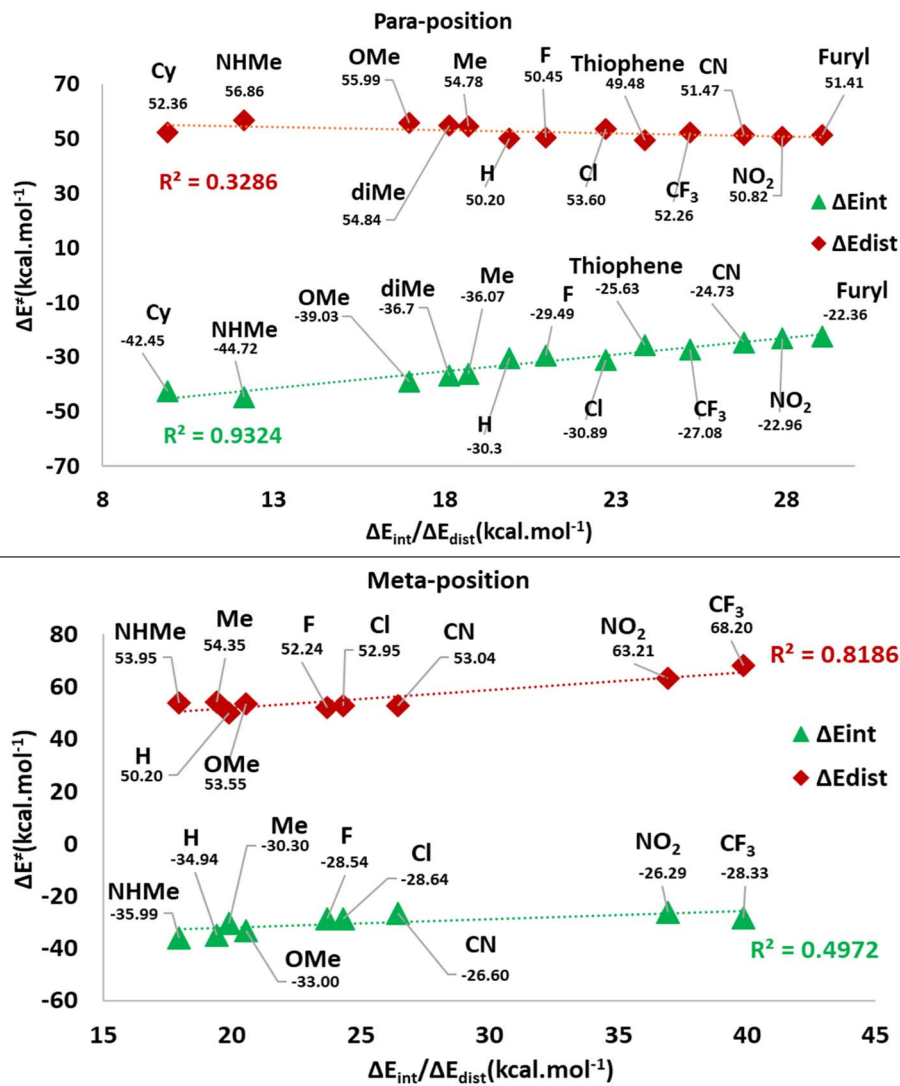 Para-position
Cy
52.36
NHMe
56.86
OMe
55.99
Me
54.78
F
50.45
Thiophene
49.48
CN
51.47
Furyl
51.41
70
50
30
10
-10
-30
-50
-70
ΔE≠(kcal.mol-1)
R² = 0.3286
diMe
54.84
H
50.20
Cl
53.60
CF3
52.26
NO2
50.82
ΔEint
ΔEdist
Cy
-42.45
NHMe
-44.72
OMe
-39.03
diMe
-36.7
Me
-36.07
F
-29.49
Thiophene
-25.63
CN
-24.73
Furyl
-22.36
R² = 0.9324
H
-30.3
Cl
-30.89
CF3
-27.08
NO2
-22.96
8 13 18 23 28
ΔEint/ΔEdist(kcal.mol-1)
Meta-position
80
60
40
20
0
-20
-40
-60
ΔE≠(kcal.mol-1)
NHMe
53.95
Me
54.35
F
52.24
Cl
52.95
CN
53.04
NO2
63.21
CF3
68.20
R² = 0.8186
H
50.20
OMe
53.55
ΔEint
ΔEdist
NHMe
-35.99
H
-34.94
Me
-30.30
F
-28.54
Cl
-28.64
NO2
-26.29
CF3
-28.33
OMe
-33.00
CN
-26.60
R² = 0.4972
15 20 25 30 35 40 45
ΔEint/ΔEdist(kcal.mol-1)